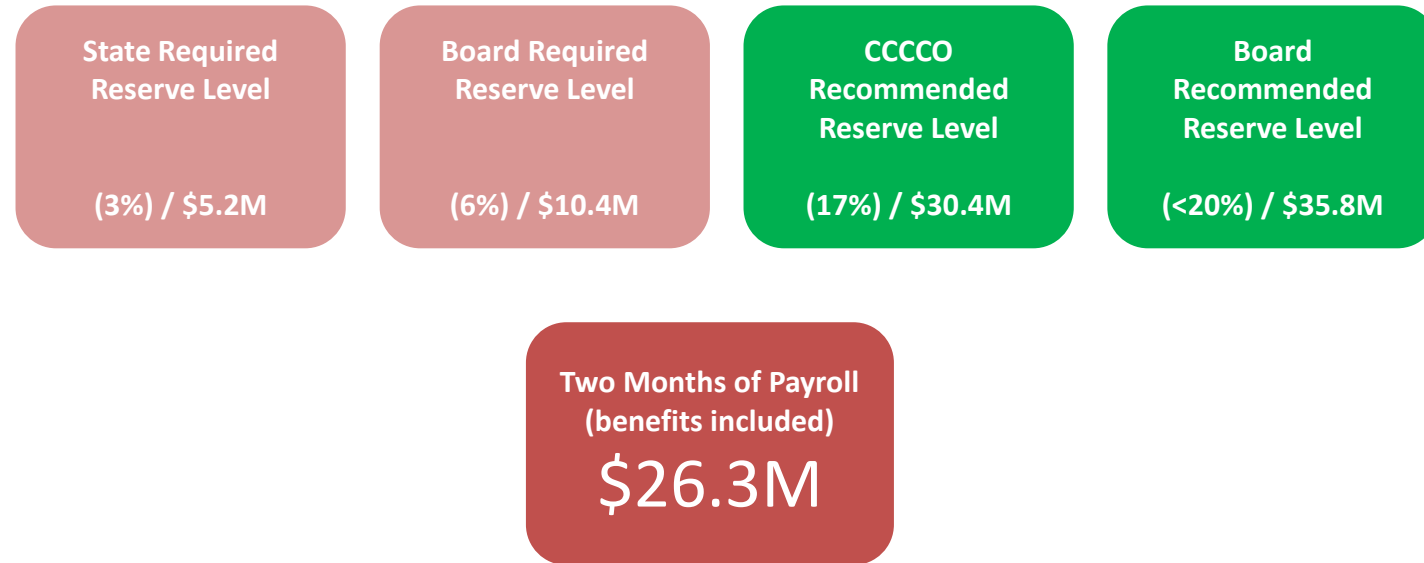 State Required
Reserve Level
(3%) / $5.2M
Board Required
Reserve Level
(6%) / $10.4M
CCCCO
Recommended
Reserve Level
(17%) / $30.4M
Board
Recommended
Reserve Level
(<20%) / $35.8M
Two Months of Payroll
(benefits included)
$26.3M